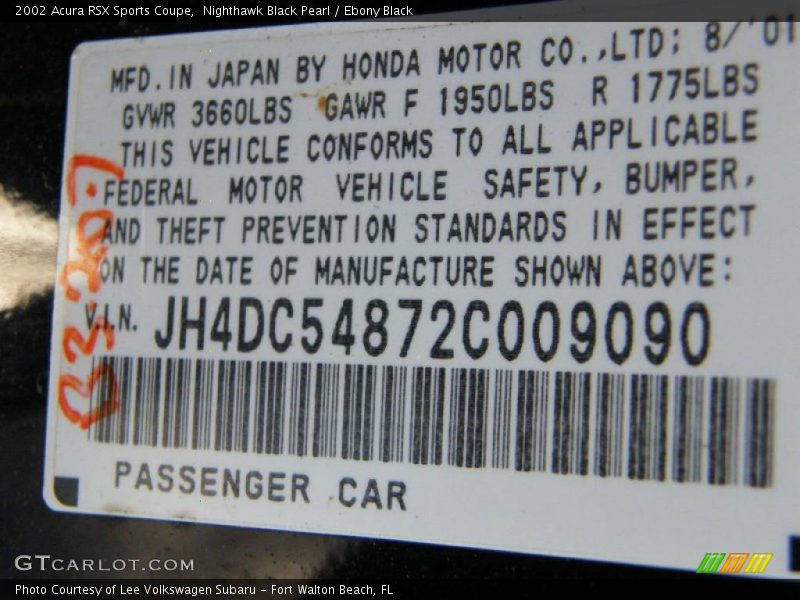 2002 Acura RSX Sports Coupe,  Nighthawk Black Pearl / Ebony Black
MFD.IN JAPAN BY HONDA MOTOR CO.,LTD; 8/'01
GVWR 3660LBS GAWR F 1950LBS R 1775LBS
THIS VEHICLE CONFORMS TO ALL APPLICABLE
FEDERAL MOTOR VEHICLE SAFETY, BUMPER,
AND THEFT PREVENTION STANDARDS IN EFFECT
ON THE DATE OF MANUFACTURE SHOWN ABOVE:
V.I.N. JH4DC54872C009090
PASSENGER CAR
GTCARLOT.COM
Photo Courtesy of Lee Volkswagen Subaru - Fort Walton Beach, FL